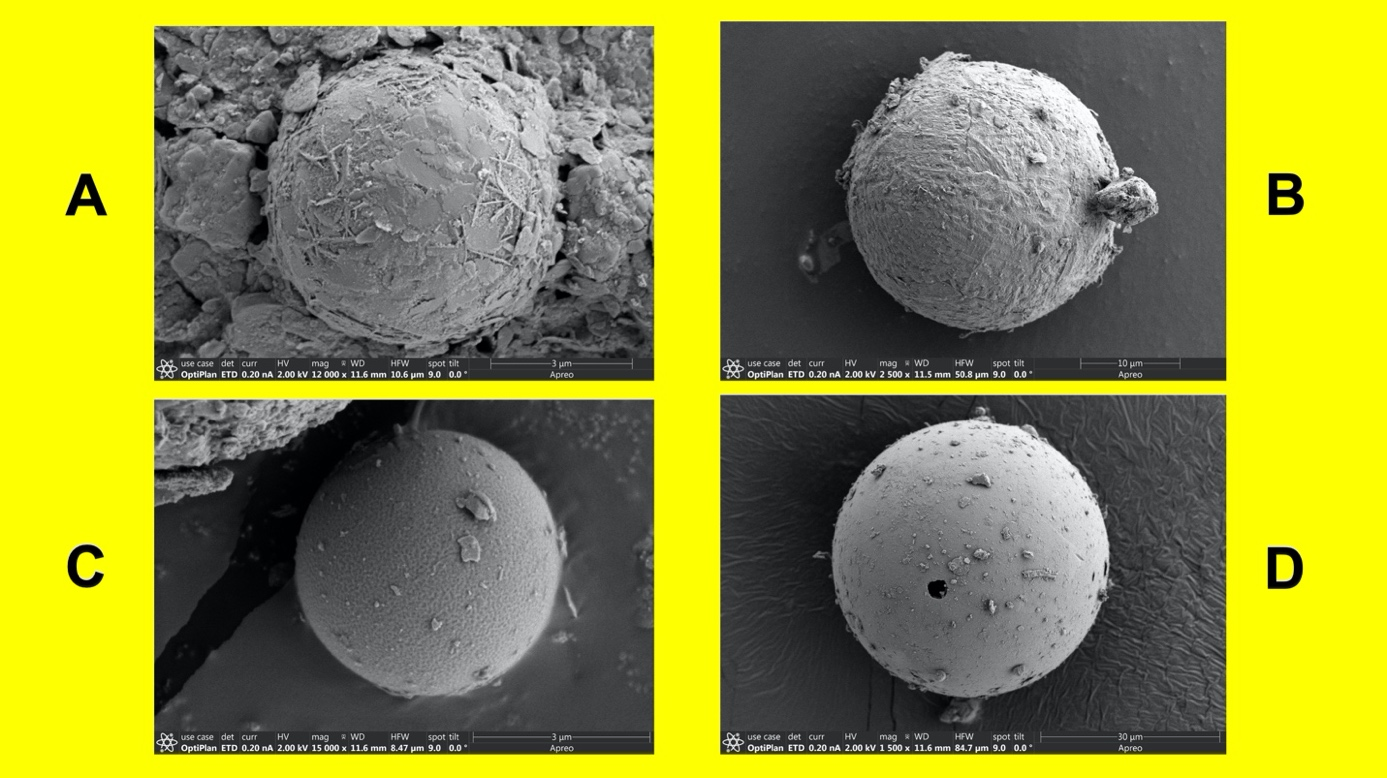 A
use case det curr HV mag WD HFW spot tilt 3 µm
OptiPlan ETD 0.20 nA 2.00 kV 12 000 x 11.6 mm 10.6 µm 9.0 0.0 ° Apreo
B
use case det curr HV mag WD HFW spot tilt 10 µm
OptiPlan ETD 0.20 nA 2.00 kV 2 500 x 11.5 mm 50.8 µm 9.0 0.0 ° Apreo
C
use case det curr HV mag WD HFW spot tilt 3 µm
OptiPlan ETD 0.20 nA 2.00 kV 15 000 x 11.6 mm 8.47 µm 9.0 0.0 ° Apreo
D
use case det curr HV mag WD HFW spot tilt 30 µm
OptiPlan ETD 0.20 nA 2.00 kV 1 500 x 11.6 mm 84.7 µm 9.0 0.0 ° Apreo